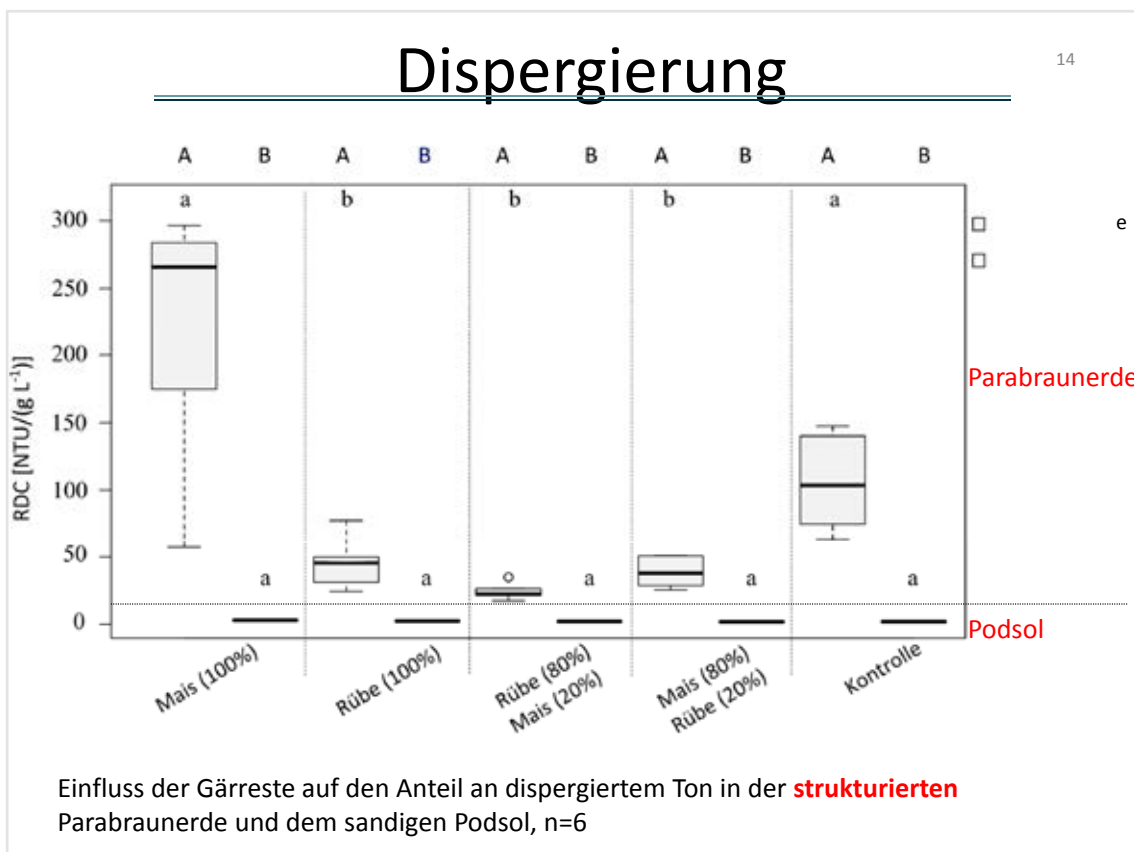 Dispergierung
14
A B A B A B A B A B
a b b b a
300
250
200
150
100
50
0
RDC [NTU/(g L⁻¹)]
a a a a a
e
Parabraunerde
Podsol
Mais (100%)
Rübe (100%)
Rübe (80%)
Mais (20%)
Mais (80%)
Rübe (20%)
Kontrolle
Einfluss der Gärreste auf den Anteil an dispergiertem Ton in der strukturierten
Parabraunerde und dem sandigen Podsol, n=6